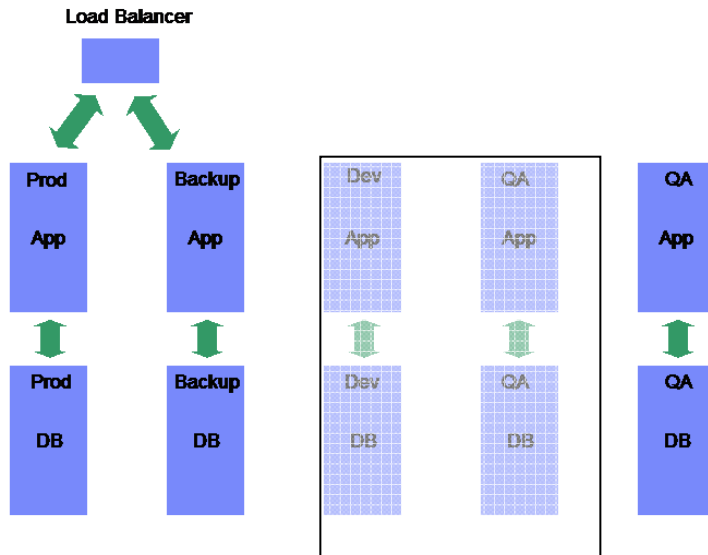 Load Balancer
Prod
App
Backup
App
Dev
App
QA
App
QA
App
Prod
DB
Backup
DB
Dev
DB
QA
DB
QA
DB